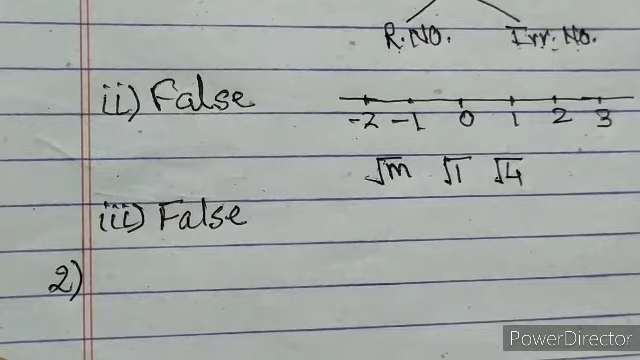 R.NO. Irr. No.
ii) False
-2 -1 0 1 2 3
√m √1 √4
iii) False
2)
PowerDirector